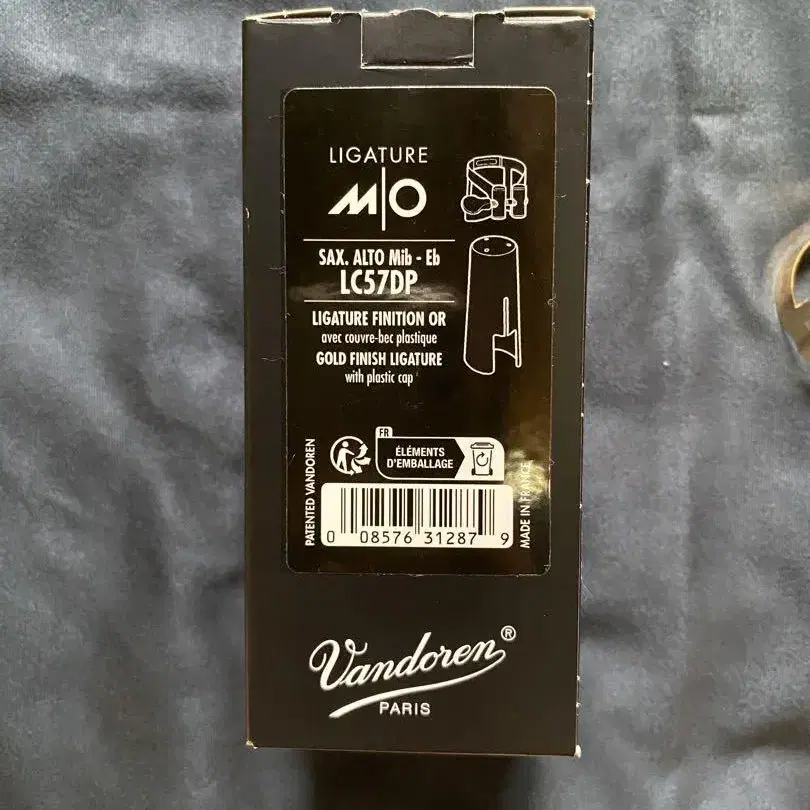 LIGATURE
M|O
SAX. ALTO Mib - Eb
LC57DP
LIGATURE FINITION OR
avec couvre-bec plastique
GOLD FINISH LIGATURE
with plastic cap
FR
ÉLÉMENTS
D'EMBALLAGE
PATENTED VANDOREN
MADE IN FRANCE
0 08576 31287 9
Vandoren®
PARIS